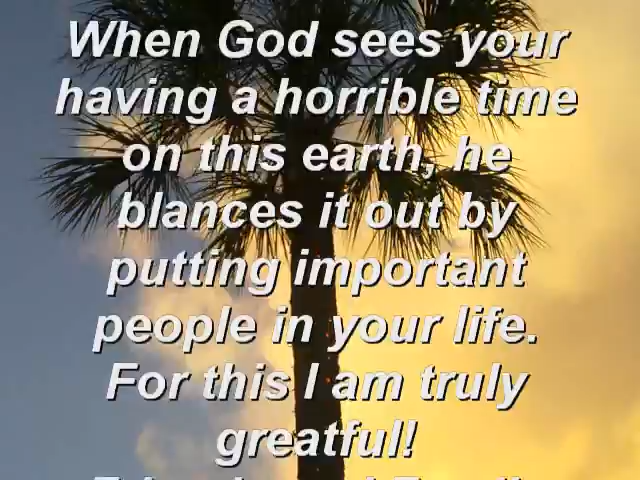 When God sees your
having a horrible time
on this earth, he
blances it out by
putting important
people in your life.
For this I am truly
greatful!